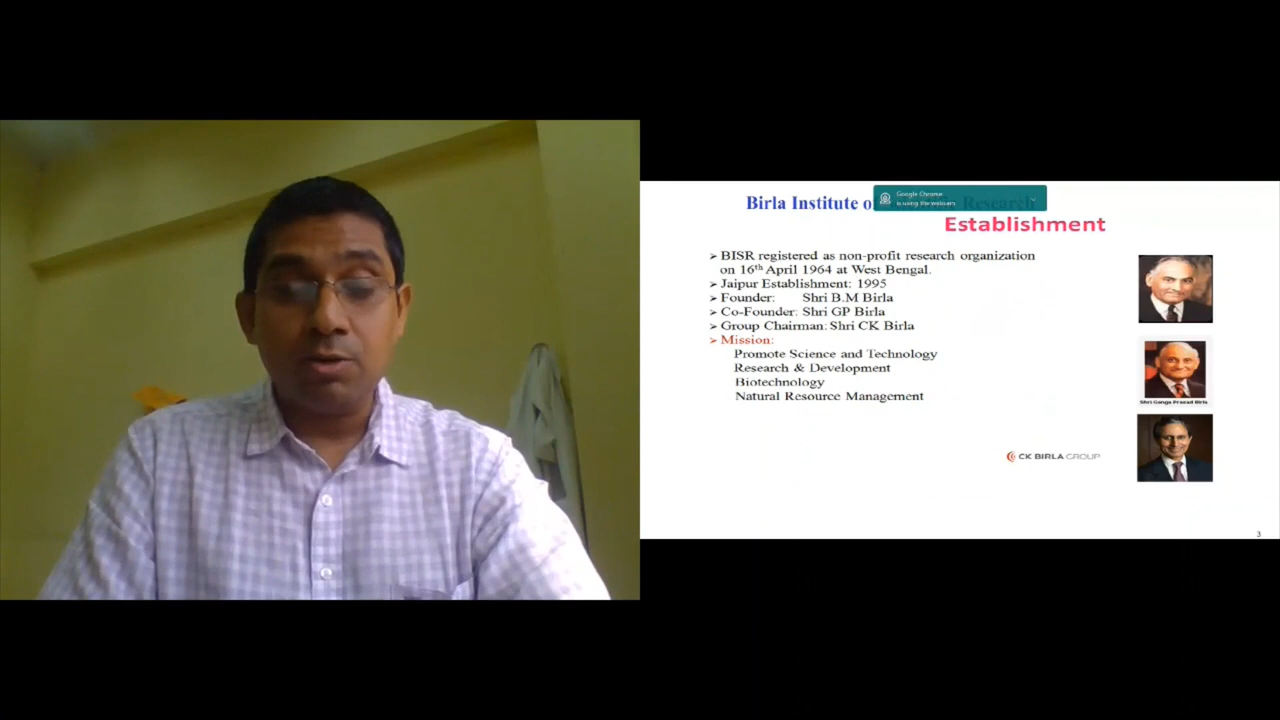 Birla Institute o
Research
Google Chrome
is using the webcam
Establishment
➢ BISR registered as non-profit research organization
on 16th April 1964 at West Bengal.
➢ Jaipur Establishment: 1995
➢ Founder: Shri B.M Birla
➢ Co-Founder: Shri GP Birla
➢ Group Chairman: Shri CK Birla
➢ Mission:
Promote Science and Technology
Research & Development
Biotechnology
Natural Resource Management
Shri Ganga Prasad Birla
CK BIRLA GROUP
3